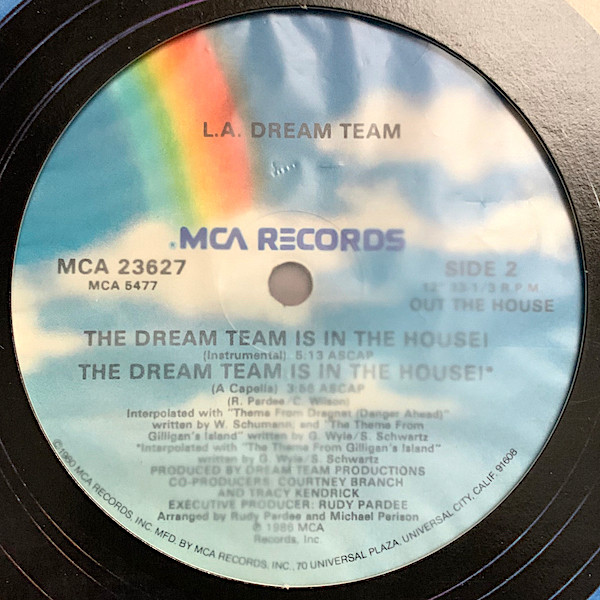 L.A. DREAM TEAM
MCA RECORDS
MCA 23627
MCA 5477
SIDE 2
12" 33-1/3 R P M
OUT THE HOUSE
THE DREAM TEAM IS IN THE HOUSE!
(Instrumental) 5:13 ASCAP
THE DREAM TEAM IS IN THE HOUSE!*
(A Capella) 3:56 ASCAP
(R. Pardee/C. Wilson)
Interpolated with "Theme From Dragnet (Danger Ahead)"
written by W. Schumann, and "The Theme From
Gilligan's Island" written by G. Wyle/S. Schwartz
*Interpolated with "The Theme From Gilligan's Island"
written by G. Wyle/S. Schwartz
PRODUCED BY DREAM TEAM PRODUCTIONS
CO-PRODUCERS: COURTNEY BRANCH
AND TRACY KENDRICK
EXECUTIVE PRODUCER: RUDY PARDEE
Arranged by Rudy Pardee and Michael Perison
℗ 1986 MCA
Records, Inc.
©1980 MCA RECORDS, INC. MFD. BY MCA RECORDS, INC., 70 UNIVERSAL PLAZA, UNIVERSAL CITY, CALIF. 91608